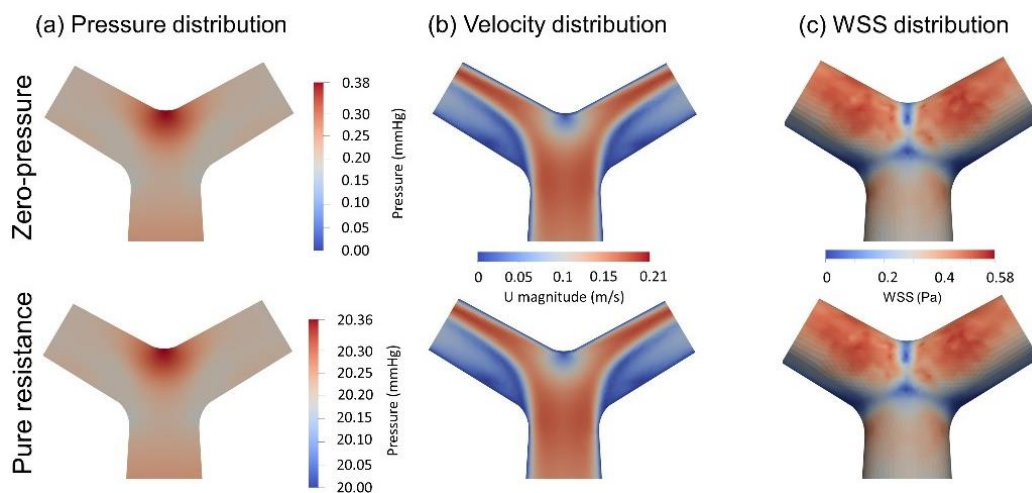 (a) Pressure distribution
(b) Velocity distribution
(c) WSS distribution
Zero-pressure
0.38
0.30
0.25
0.20
0.15
0.10
0.05
0.00
Pressure (mmHg)
0
0.05
0.1
0.15
0.21
U magnitude (m/s)
0
0.2
0.4
0.58
WSS (Pa)
Pure resistance
20.36
20.30
20.25
20.20
20.15
20.10
20.05
20.00
Pressure (mmHg)